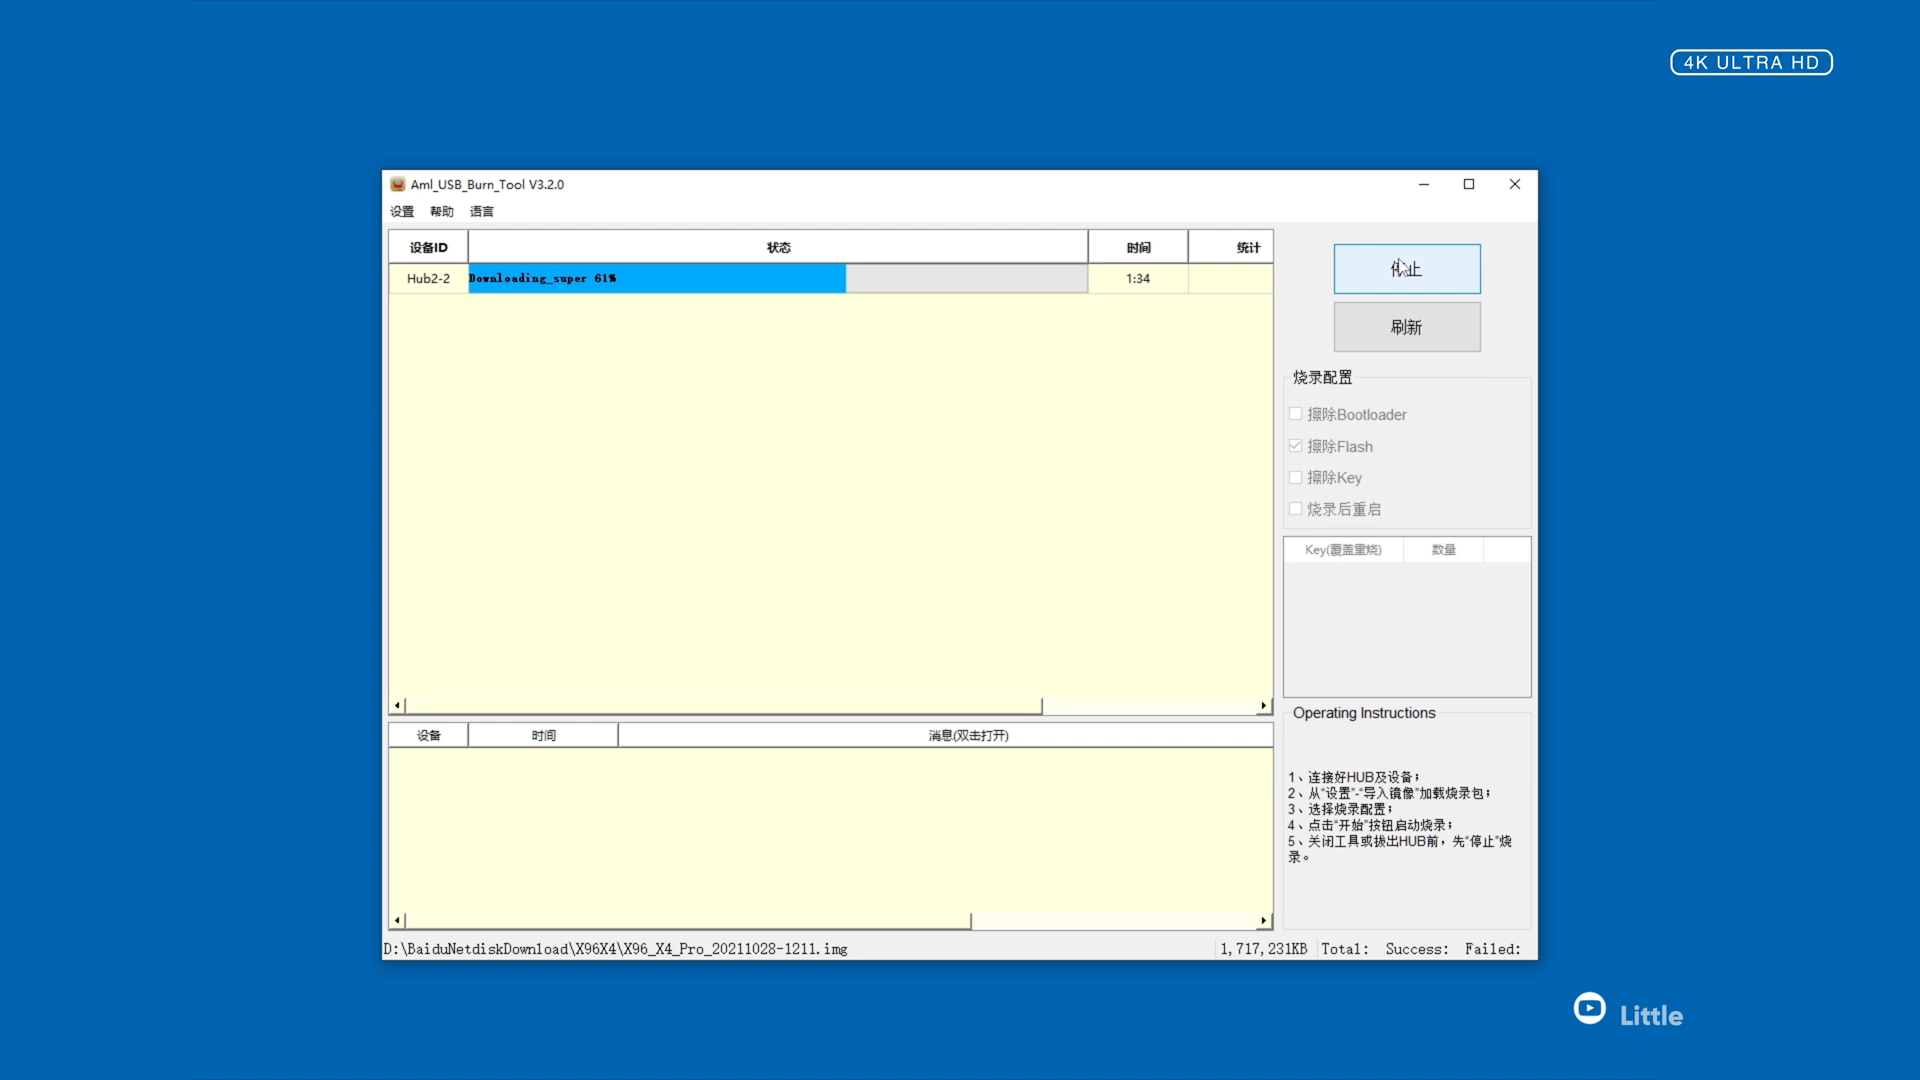 4K ULTRA HD
Aml_USB_Burn_Tool V3.2.0
设置 帮助 语言
设备ID 状态 时间 统计
Hub2-2 Downloading_super 61% 1:34
停止
刷新
烧录配置
擦除Bootloader
擦除Flash
擦除Key
烧录后重启
Key(覆盖重烧) 数量
设备 时间 消息(双击打开)
Operating Instructions
1、连接好HUB及设备；
2、从“设置”-“导入镜像”加载烧录包；
3、选择烧录配置；
4、点击“开始”按钮启动烧录；
5、关闭工具或拔出HUB前，先“停止”烧
录。
D:\BaiduNetdiskDownload\X96X4\X96_X4_Pro_20211028-1211.img 1,717,231KB Total: Success: Failed:
Little